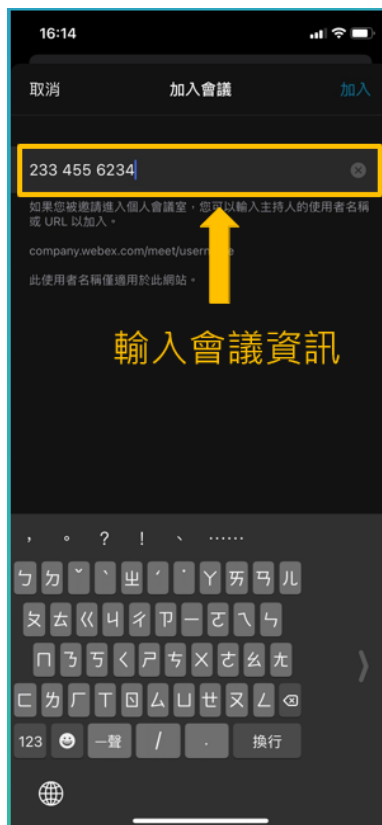 16:14
取消 加入會議 加入
233 455 6234
如果您被邀請進入個人會議室，您可以輸入主持人的使用者名稱
或 URL 以加入。
company.webex.com/meet/username
此使用者名稱僅適用於此網站。
輸入會議資訊
， 。 ? ! 、 ⋯⋯
ㄅ ㄉ ˇ ˋ ㄓ ˊ ˙ ㄚ ㄞ ㄢ ㄦ
ㄆ ㄊ ㄍ ㄐ ㄔ ㄗ ㄧ ㄛ ㄟ ㄣ
ㄇ ㄋ ㄎ ㄑ ㄕ ㄘ ㄨ ㄜ ㄠ ㄤ
ㄈ ㄌ ㄏ ㄒ ㄖ ㄙ ㄩ ㄝ ㄡ ㄥ
123 一聲 / . 換行